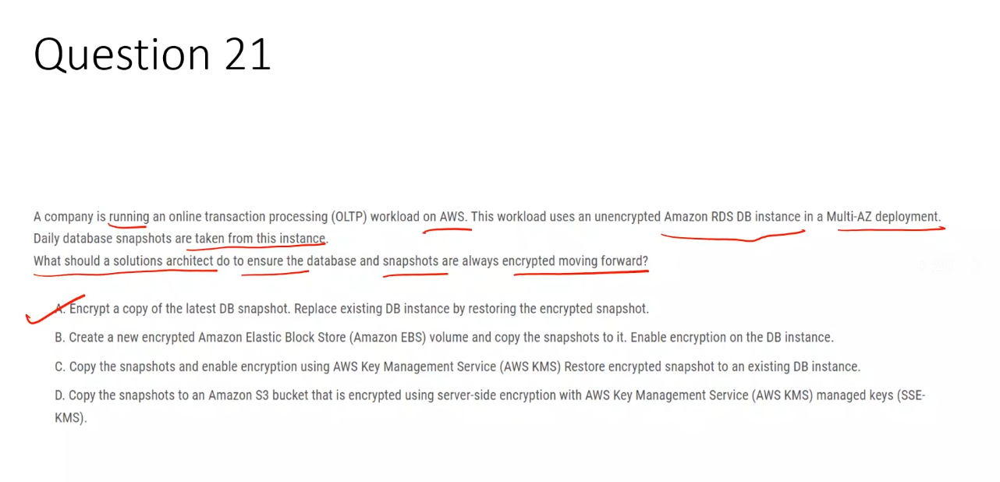 Question 21
A company is running an online transaction processing (OLTP) workload on AWS. This workload uses an unencrypted Amazon RDS DB instance in a Multi-AZ deployment.
Daily database snapshots are taken from this instance.
What should a solutions architect do to ensure the database and snapshots are always encrypted moving forward?
A. Encrypt a copy of the latest DB snapshot. Replace existing DB instance by restoring the encrypted snapshot.
B. Create a new encrypted Amazon Elastic Block Store (Amazon EBS) volume and copy the snapshots to it. Enable encryption on the DB instance.
C. Copy the snapshots and enable encryption using AWS Key Management Service (AWS KMS) Restore encrypted snapshot to an existing DB instance.
D. Copy the snapshots to an Amazon S3 bucket that is encrypted using server-side encryption with AWS Key Management Service (AWS KMS) managed keys (SSE-
KMS).